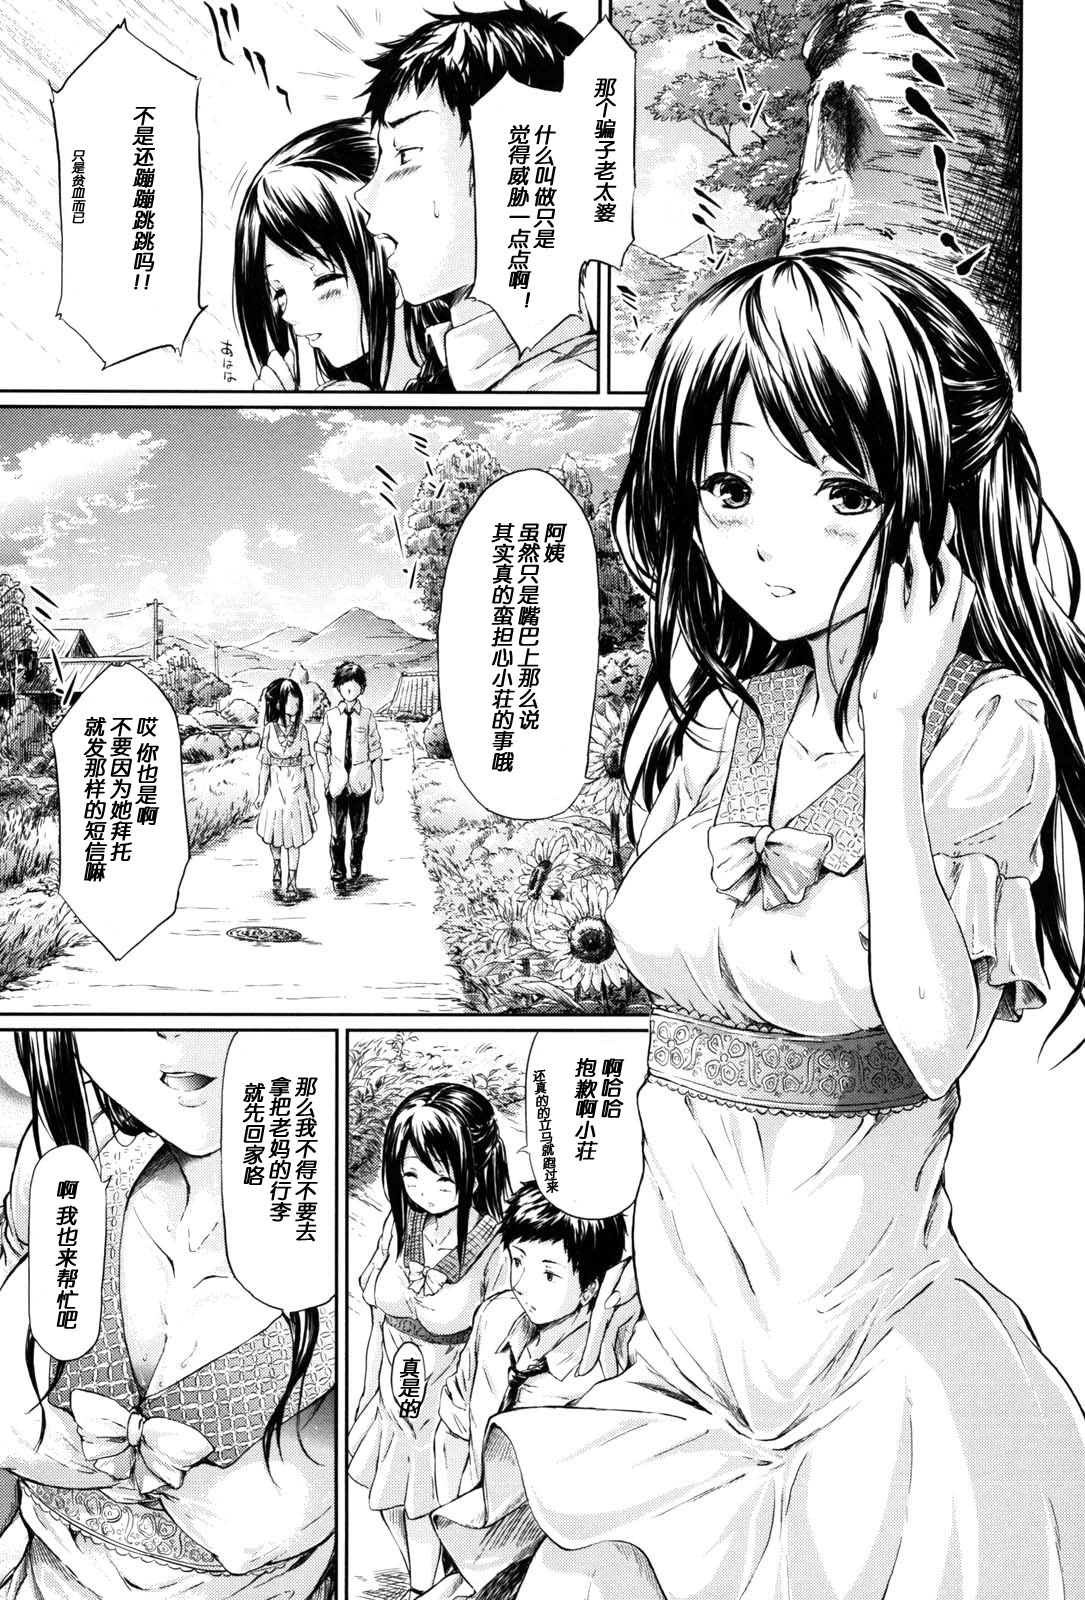 那个骗子老太婆
什么叫做只是
觉得威胁一点点啊！
不是还蹦蹦跳跳吗!!
只是贫血而已
あはは
阿姨
虽然只是嘴巴上那么说
其实真的蛮担心小荘的事哦
哎 你也是啊
不要因为她拜托
就发那样的短信嘛
啊哈哈
抱歉啊小荘
还真的的立马就跑过来
真是的
那么我不得不要去
拿把老妈的行李
就先回家咯
啊 我也来帮忙吧